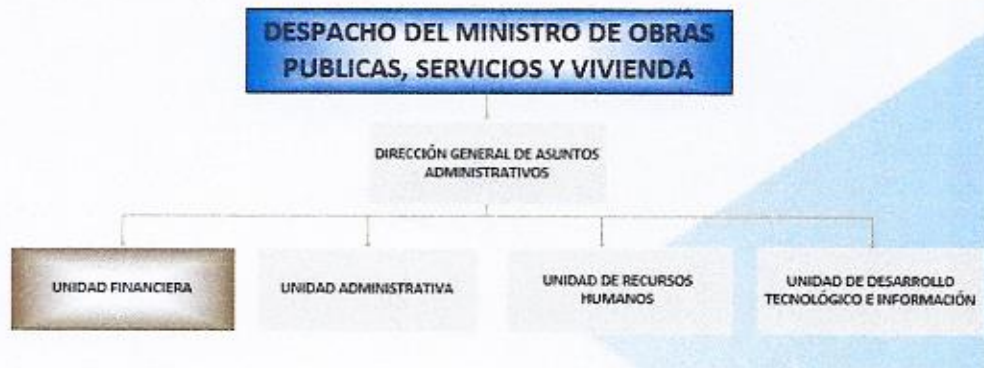 DESPACHO DEL MINISTRO DE OBRAS
PUBLICAS, SERVICIOS Y VIVIENDA
DIRECCIÓN GENERAL DE ASUNTOS
ADMINISTRATIVOS
UNIDAD FINANCIERA
UNIDAD ADMINISTRATIVA
UNIDAD DE RECURSOS
HUMANOS
UNIDAD DE DESARROLLO
TECNOLÓGICO E INFORMACIÓN